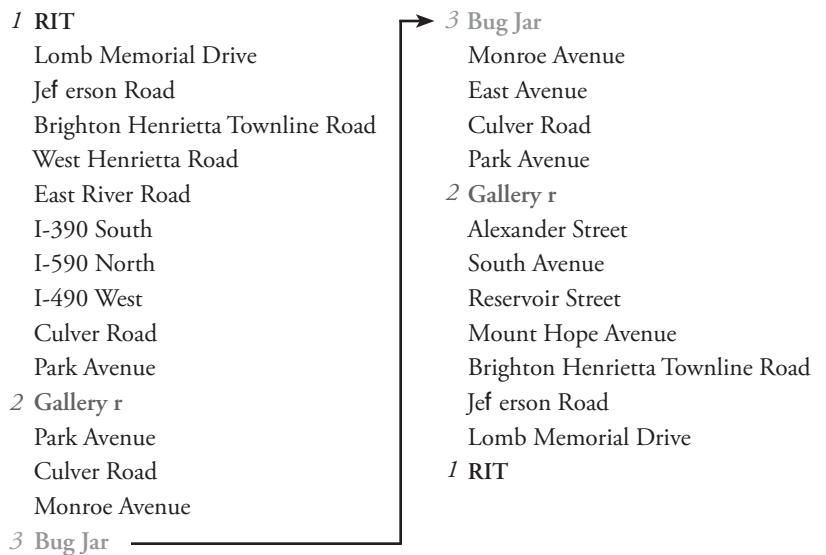 1 RIT
Lomb Memorial Drive
Jef erson Road
Brighton Henrietta Townline Road
West Henrietta Road
East River Road
I-390 South
I-590 North
I-490 West
Culver Road
Park Avenue
2 Gallery r
Park Avenue
Culver Road
Monroe Avenue
3 Bug Jar
3 Bug Jar
Monroe Avenue
East Avenue
Culver Road
Park Avenue
2 Gallery r
Alexander Street
South Avenue
Reservoir Street
Mount Hope Avenue
Brighton Henrietta Townline Road
Jef erson Road
Lomb Memorial Drive
1 RIT